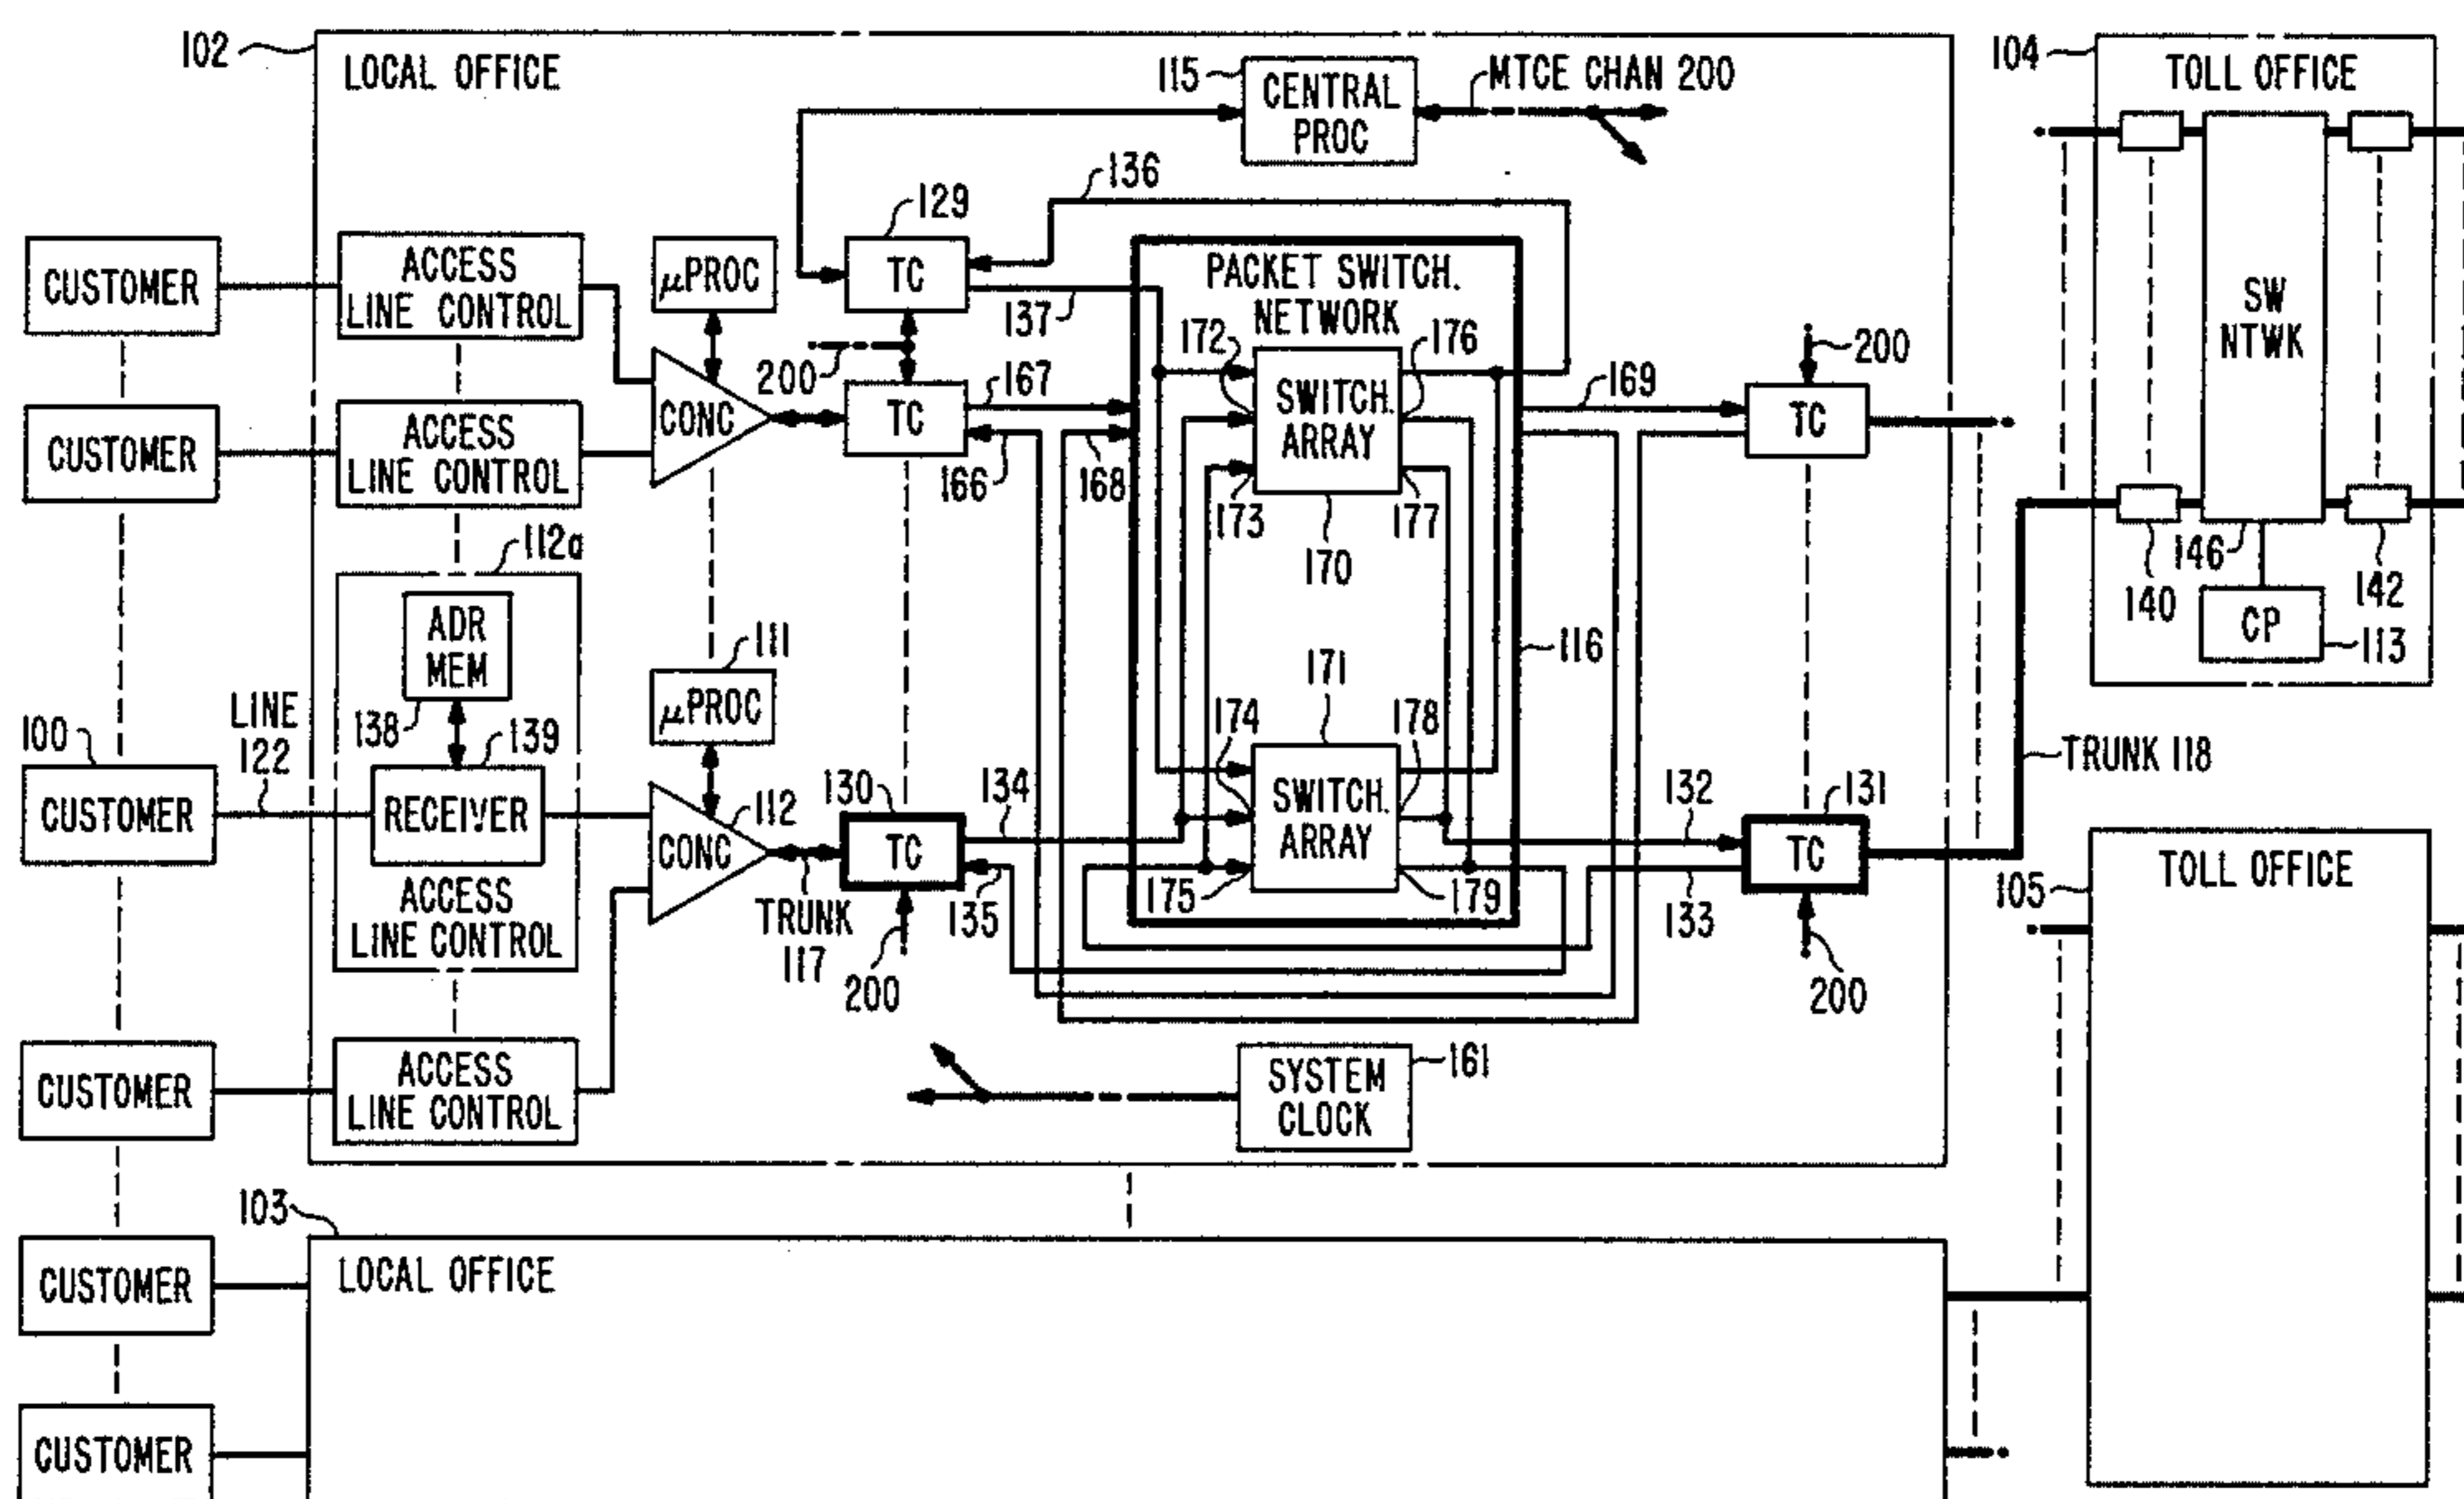 102
LOCAL OFFICE
115
CENTRAL
PROC
MTCE CHAN 200
104
TOLL OFFICE
136
129
CUSTOMER
ACCESS
LINE CONTROL
μPROC
TC
137
PACKET SWITCH.
NETWORK
SW
NTWK
200
172
176
200
167
169
CUSTOMER
ACCESS
LINE CONTROL
CONC
TC
SWITCH.
ARRAY
TC
166
168
173
177
170
112a
140
146
142
ADR
MEM
138
111
116
CP
113
171
LINE
122
μPROC
174
178
100
139
TRUNK 118
CUSTOMER
RECEIVER
ACCESS
LINE CONTROL
112
CONC
130
134
TC
SWITCH.
ARRAY
132
131
TC
135
175
179
133
TRUNK
117
200
200
105
TOLL OFFICE
CUSTOMER
ACCESS
LINE CONTROL
SYSTEM
CLOCK
161
103
CUSTOMER
LOCAL OFFICE
CUSTOMER